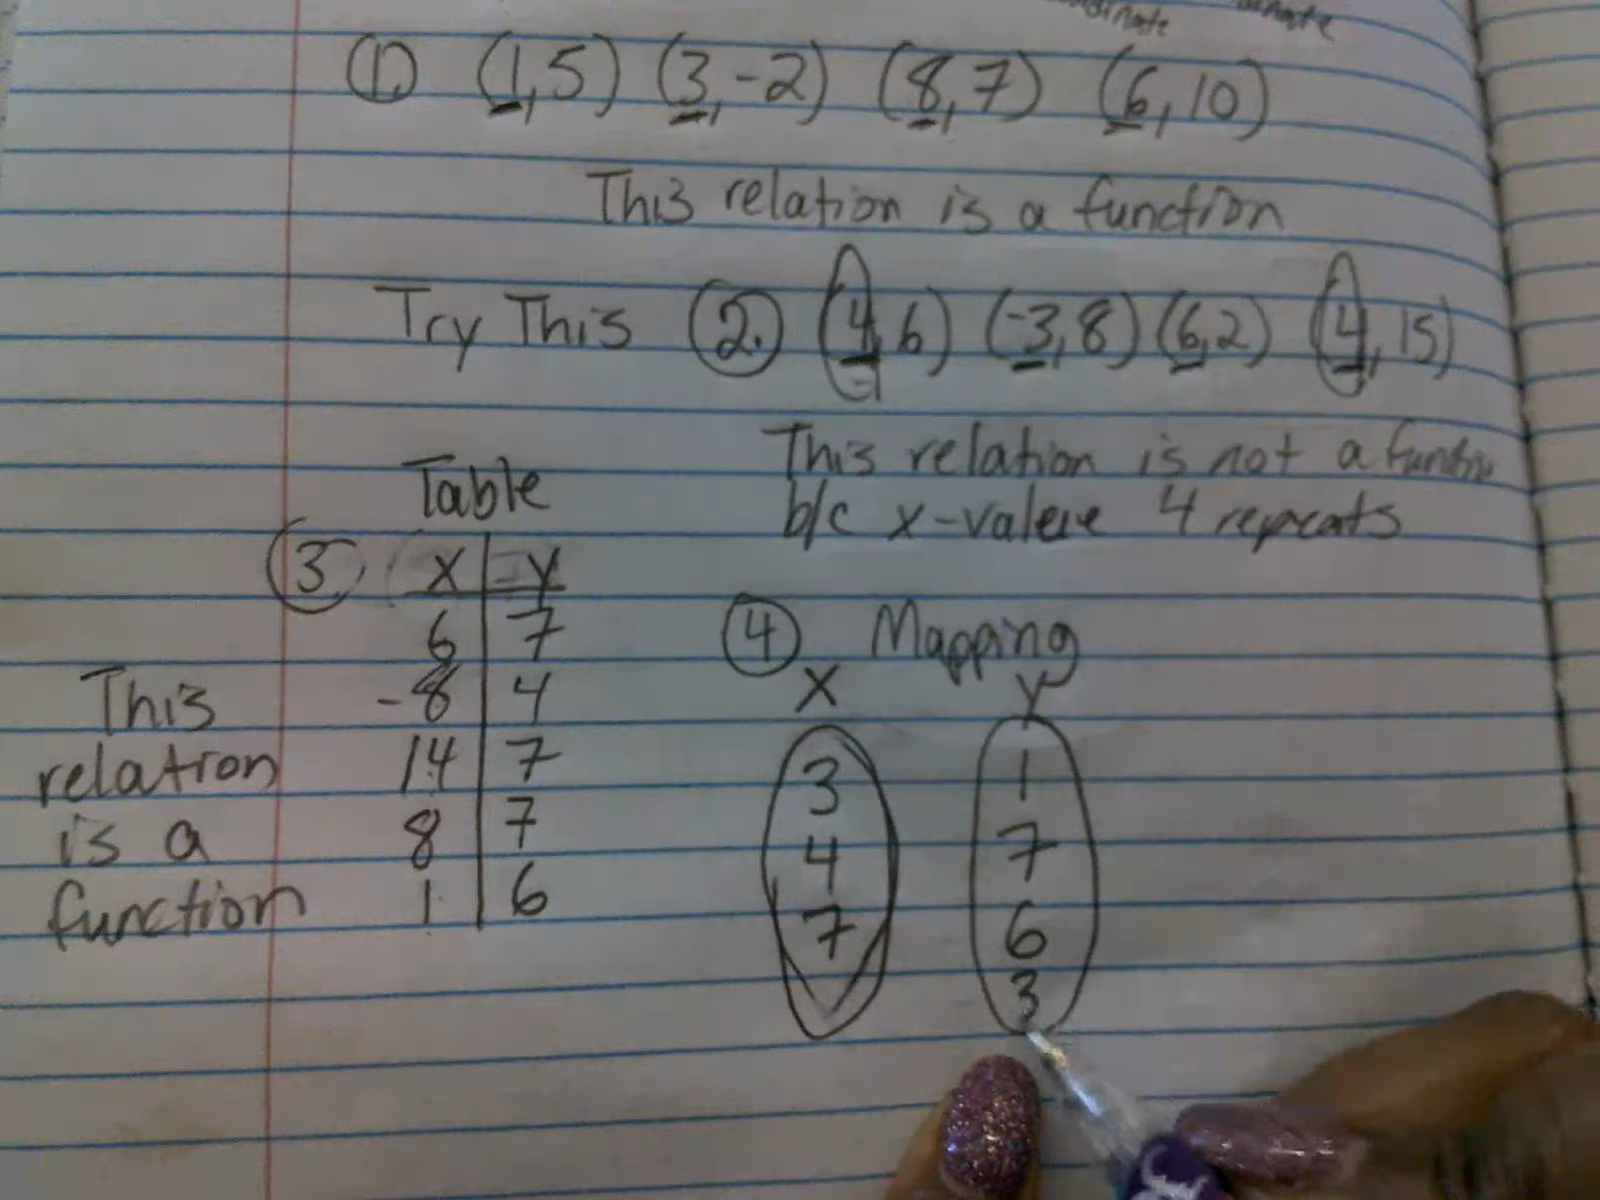 ① (1,5) (3,-2) (8,7) (6,10)
This relation is a function
Try This ②. (4,6) (-3,8) (6,2) (4,15)
This relation is not a
b/c x-value 4 repeats
Table
③ x y
6 7
-8 4
14 7
8 7
1 6
This
relation
is a
function
④ Mapping
X Y
3 1
4 7
7 6
3